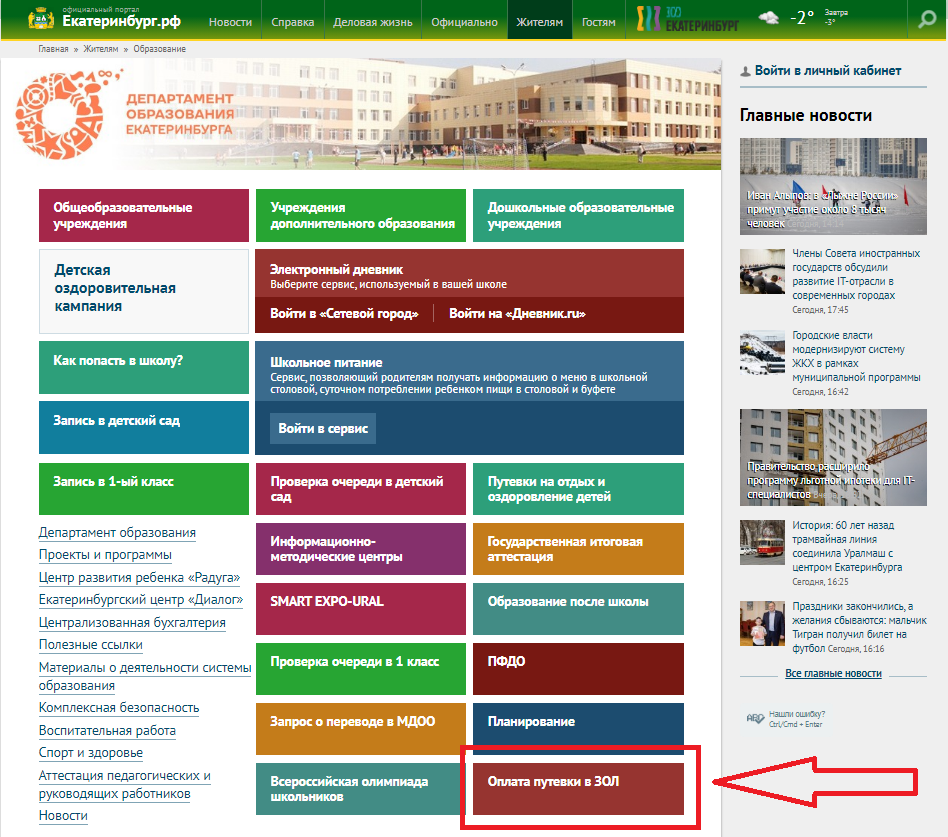 официальный портал
Екатеринбург.рф
Новости
Справка
Деловая жизнь
Официально
Жителям
Гостям
300
ЕКАТЕРИНБУРГ
-2°
Завтра
-3°
Главная » Жителям » Образование
ДЕПАРТАМЕНТ
ОБРАЗОВАНИЯ
ЕКАТЕРИНБУРГА
Общеобразовательные
учреждения
Учреждения
дополнительного образования
Дошкольные образовательные
учреждения
Детская
оздоровительная
кампания
Электронный дневник
Выберите сервис, используемый в вашей школе
Войти в «Сетевой город»
Войти на «Дневник.ru»
Как попасть в школу?
Школьное питание
Сервис, позволяющий родителям получать информацию о меню в школьной
столовой, суточном потреблении ребенком пищи в столовой и буфете
Запись в детский сад
Войти в сервис
Запись в 1-ый класс
Проверка очереди в детский
сад
Путевки на отдых и
оздоровление детей
Информационно-
методические центры
Государственная итоговая
аттестация
SMART EXPO-URAL
Образование после школы
Проверка очереди в 1 класс
ПФДО
Запрос о переводе в МДОО
Планирование
Всероссийская олимпиада
школьников
Оплата путевки в ЗОЛ
Департамент образования
Проекты и программы
Центр развития ребенка «Радуга»
Екатеринбургский центр «Диалог»
Централизованная бухгалтерия
Полезные ссылки
Материалы о деятельности системы
образования
Комплексная безопасность
Воспитательная работа
Спорт и здоровье
Аттестация педагогических и
руководящих работников
Новости
Войти в личный кабинет
Главные новости
Иван Алыпов: в «Лыжне России»
примут участие около 8 тысяч
человек
Члены Совета иностранных
государств обсудили
развитие IT-отрасли в
современных городах
Сегодня, 17:45
Городские власти
модернизируют систему
ЖКХ в рамках
муниципальной программы
Сегодня, 16:42
Правительство расширило
программу льготной ипотеки для IT-
специалистов
История: 60 лет назад
трамвайная линия
соединила Уралмаш с
центром Екатеринбурга
Сегодня, 16:25
Праздники закончились, а
желания сбываются: мальчик
Тигран получил билет на
футбол Сегодня, 16:16
Все главные новости
Нашли ошибку?
Ctrl/Cmd + Enter